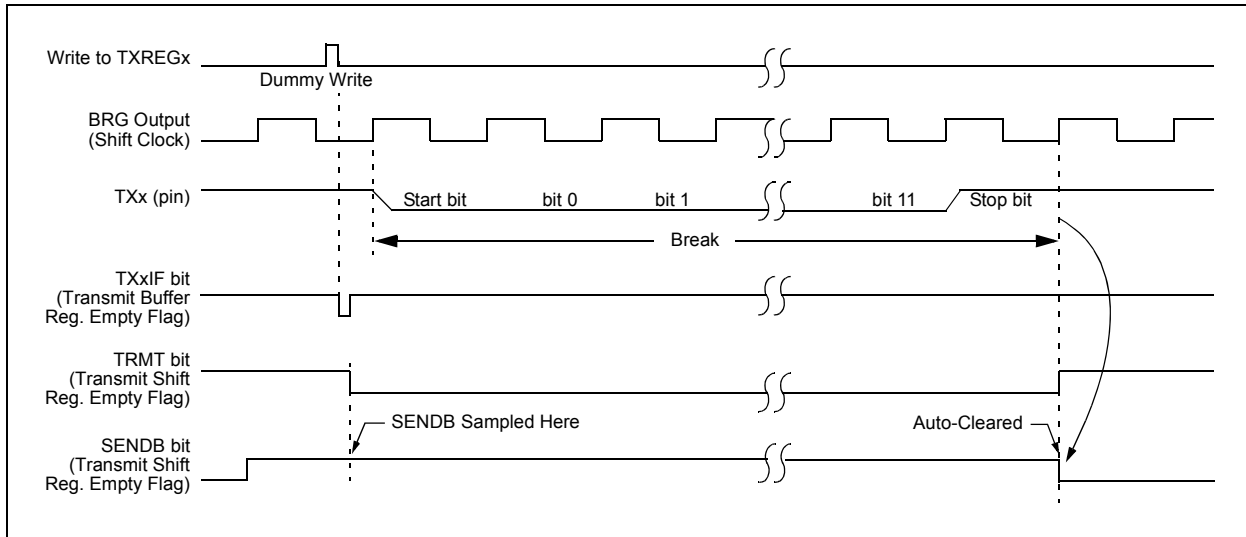 Write to TXREGx
Dummy Write
BRG Output
(Shift Clock)
TXx (pin)
Start bit
bit 0
bit 1
bit 11
Stop bit
Break
TXxIF bit
(Transmit Buffer
Reg. Empty Flag)
TRMT bit
(Transmit Shift
Reg. Empty Flag)
SENDB Sampled Here
Auto-Cleared
SENDB bit
(Transmit Shift
Reg. Empty Flag)